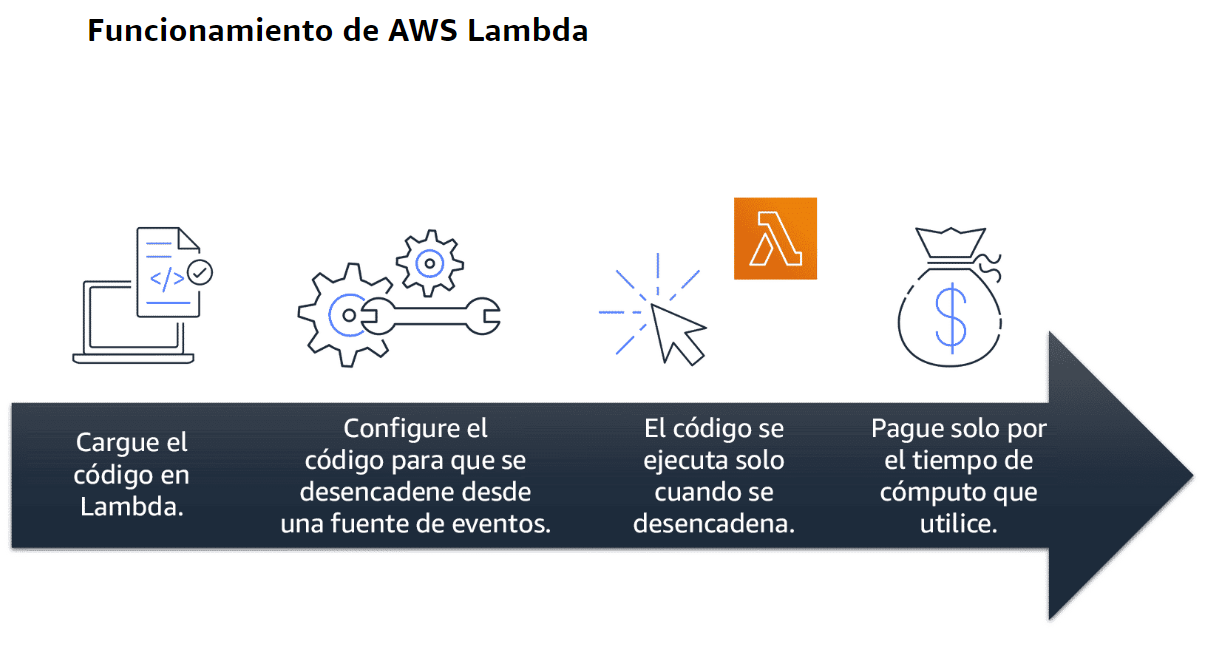 Funcionamiento de AWS Lambda
</>
$
Cargue el
código en
Lambda.
Configure el
código para que se
desencadene desde
una fuente de eventos.
El código se
ejecuta solo
cuando se
desencadena.
Pague solo por
el tiempo de
cómputo que
utilice.